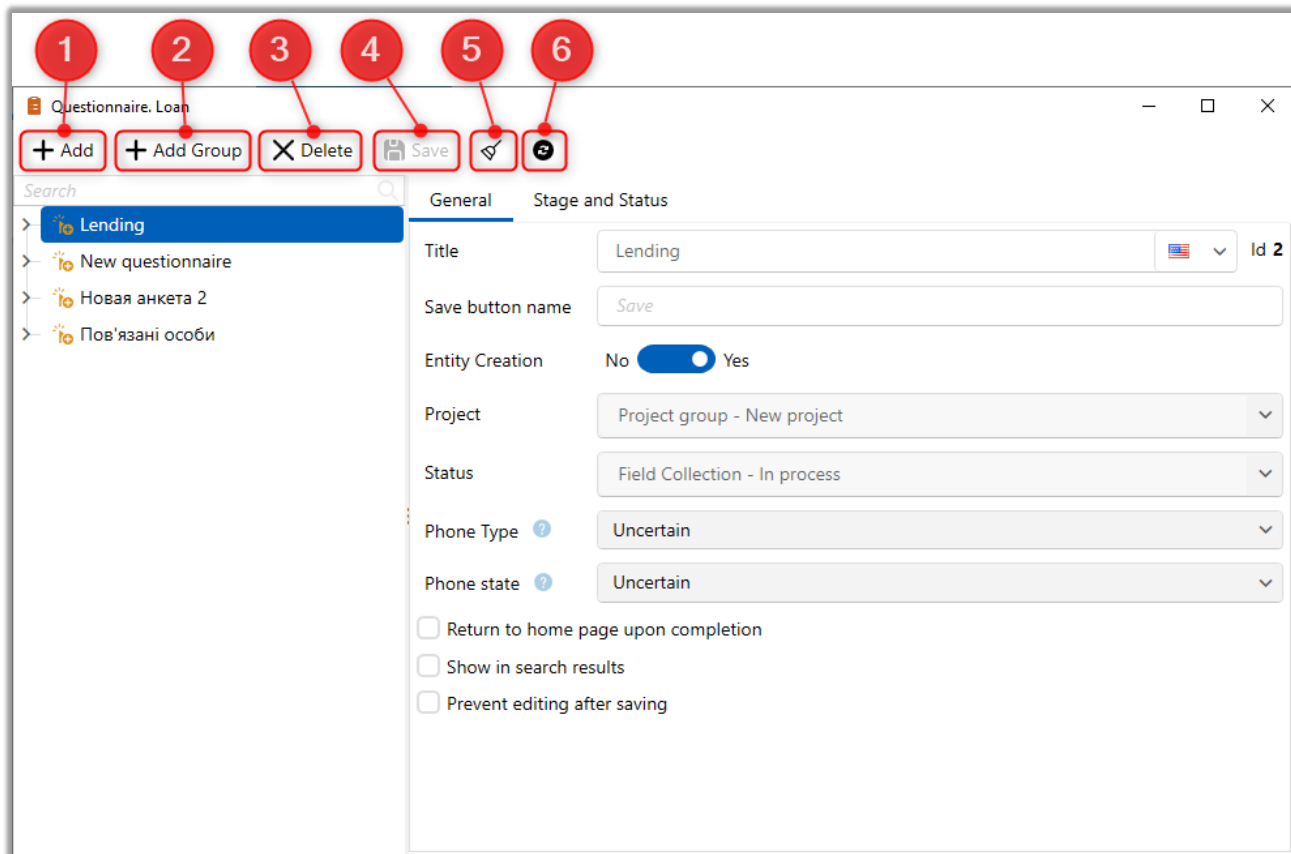 1 2 3 4 5 6
Questionnaire. Loan
Add Add Group Delete Save
Search
Lending
New questionnaire
Новая анкета 2
Пов'язані особи
General Stage and Status
Title Lending Id 2
Save button name Save
Entity Creation No Yes
Project Project group - New project
Status Field Collection - In process
Phone Type ? Uncertain
Phone state ? Uncertain
Return to home page upon completion
Show in search results
Prevent editing after saving